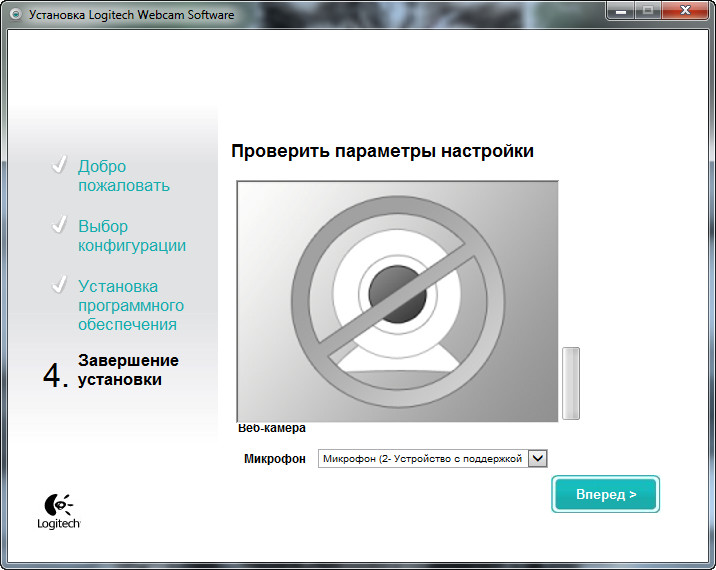 Установка Logitech Webcam Software
Добро
пожаловать
Выбор
конфигурации
Установка
программного
обеспечения
4. Завершение
установки
Logitech
Проверить параметры настройки
Веб-камера
Микрофон
Микрофон (2- Устройство с поддержкой
Вперед >